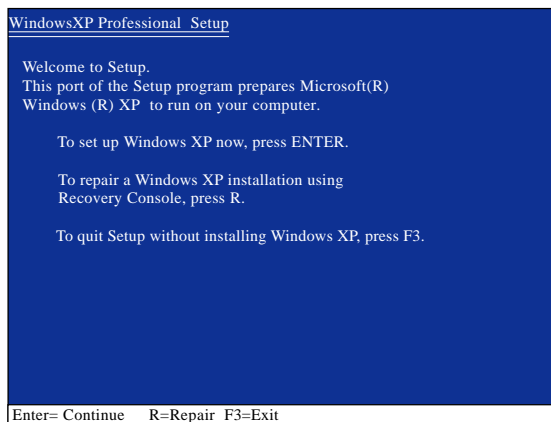 WindowsXP Professional  Setup
Welcome to Setup.
This port of the Setup program prepares Microsoft(R)
Windows (R) XP  to run on your computer.
To set up Windows XP now, press ENTER.
To repair a Windows XP installation using
Recovery Console, press R.
To quit Setup without installing Windows XP, press F3.
Enter= Continue    R=Repair  F3=Exit